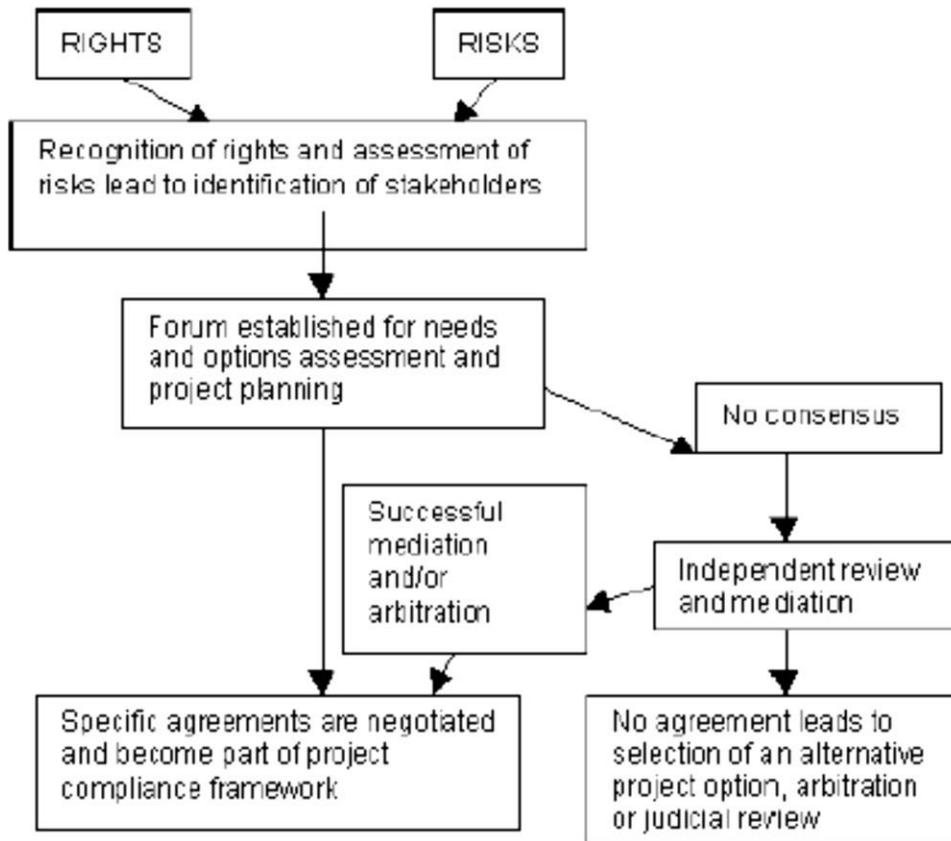 RIGHTS
RISKS
Recognition of rights and assessment of
risks lead to identification of stakeholders
Forum established for needs
and options assessment and
project planning
No consensus
Successful
mediation
and/or
arbitration
Independent review
and mediation
Specific agreements are negotiated
and become part of project
compliance framework
No agreement leads to
selection of an alternative
project option, arbitration
or judicial review